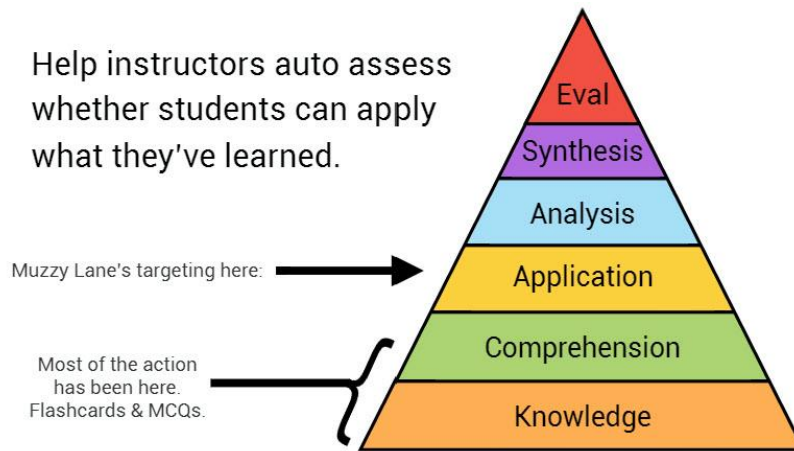 Help instructors auto assess
whether students can apply
what they've learned.
Eval
Synthesis
Analysis
Muzzy Lane's targeting here:
Application
Most of the action
has been here.
Flashcards & MCQs.
Comprehension
Knowledge